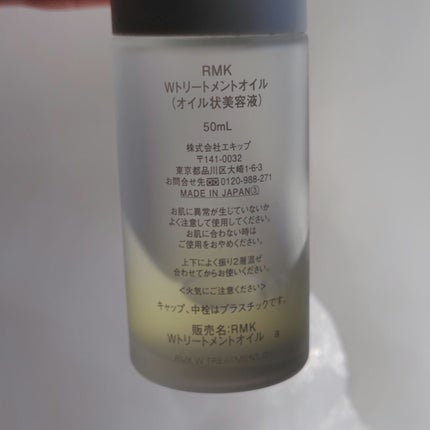 RMK
Wトリートメントオイル
(オイル状美容液)
50mL
株式会社エキップ
〒141-0032
東京都品川区大崎1-6-3
お問合せ先 0120-988-271
MADE IN JAPAN③
お肌に異常が生じていないか
よく注意して使用してください。
お肌に合わない時は
ご使用をおやめください。
上下によく振り2層混ぜ
合わせてからお使いください。
<火気にご注意ください>
キャップ、中栓はプラスチックです。
販売名:RMK
Wトリートメントオイル a
RMK W TREATMENT OIL